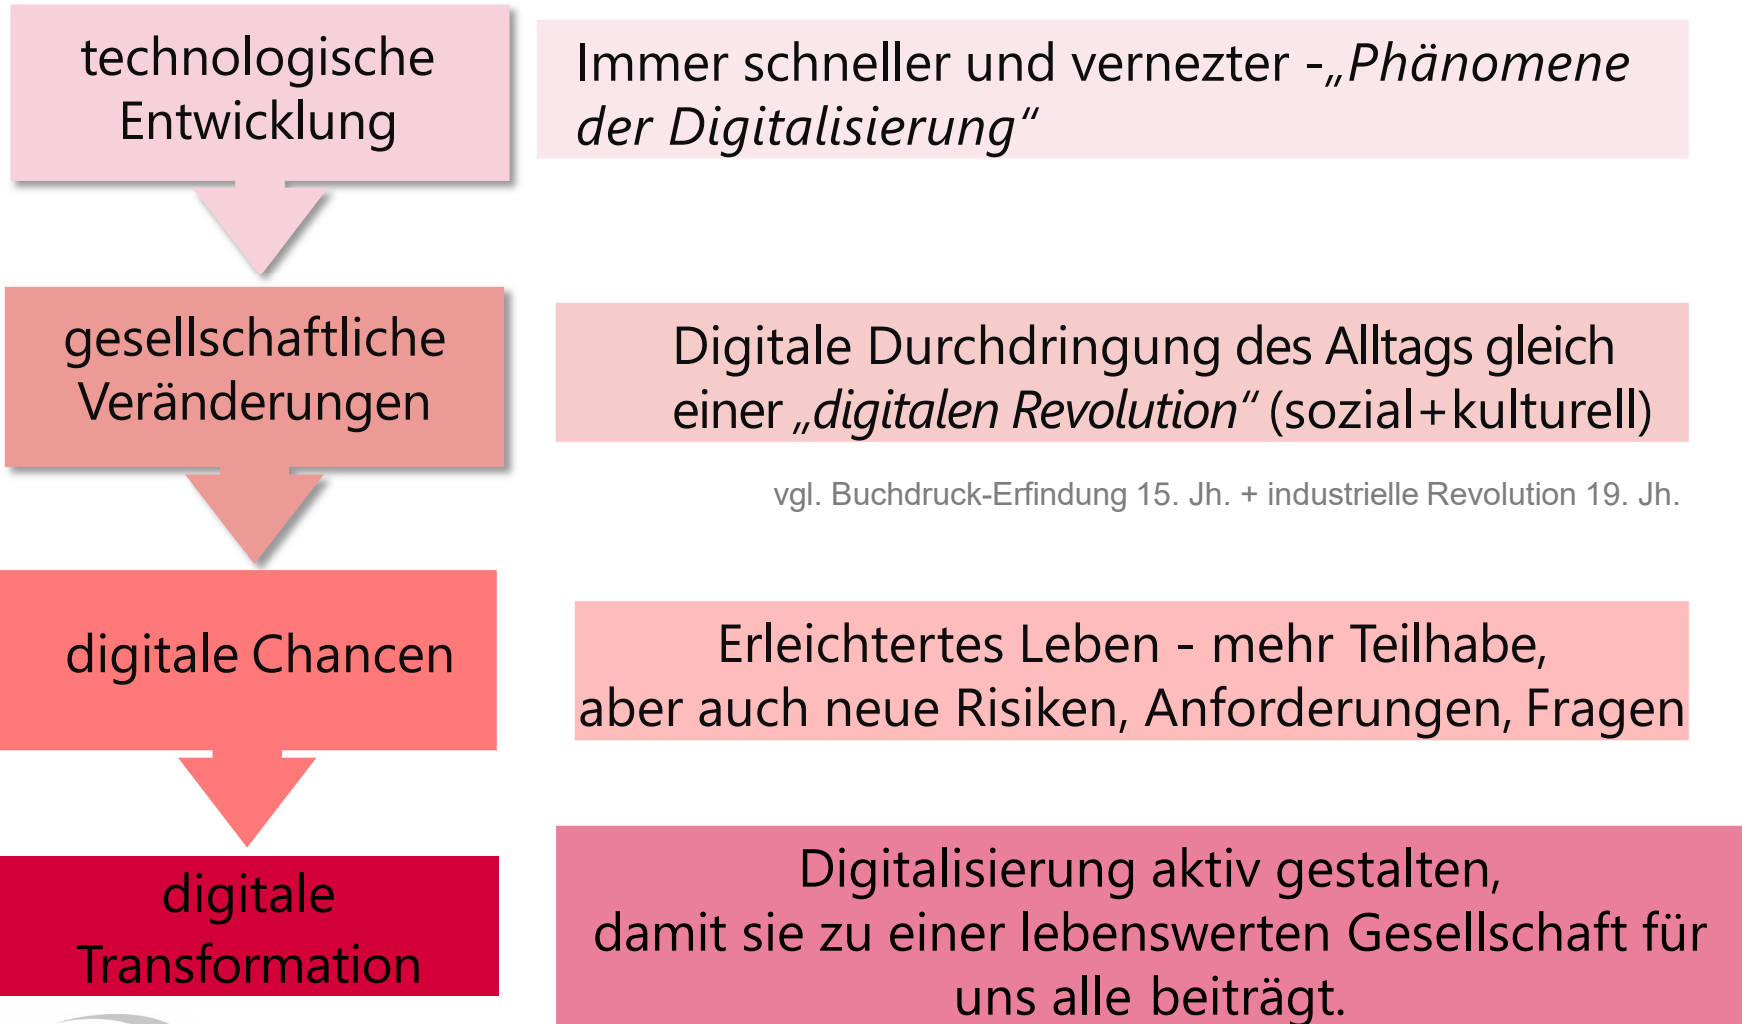 technologische
Entwicklung
Immer schneller und vernezter -„Phänomene
der Digitalisierung“
gesellschaftliche
Veränderungen
Digitale Durchdringung des Alltags gleich
einer „digitalen Revolution“ (sozial+kulturell)
vgl. Buchdruck-Erfindung 15. Jh. + industrielle Revolution 19. Jh.
digitale Chancen
Erleichtertes Leben - mehr Teilhabe,
aber auch neue Risiken, Anforderungen, Fragen
digitale
Transformation
Digitalisierung aktiv gestalten,
damit sie zu einer lebenswerten Gesellschaft für
uns alle beiträgt.